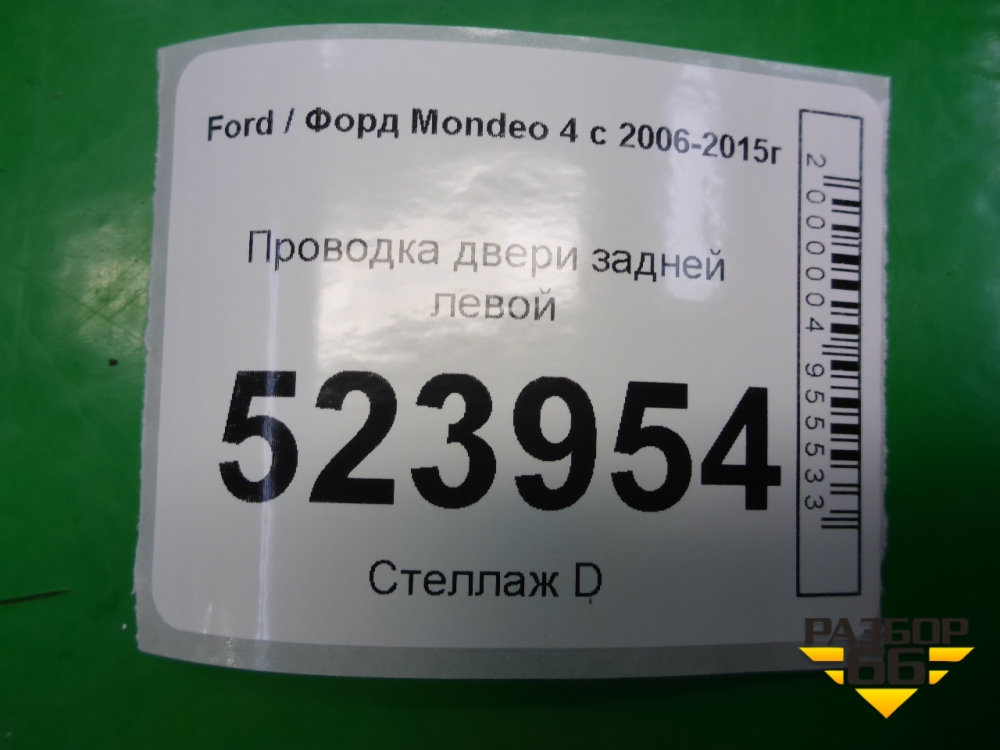 Ford / Форд Mondeo 4 с 2006-2015г
Проводка двери задней
левой
523954
Стеллаж D
2000004955533
РАЗБОР
66